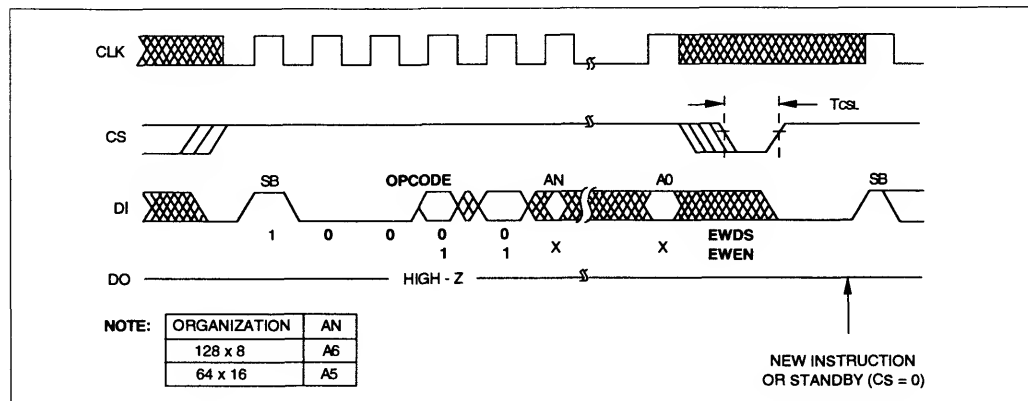 CLK
TCSL
CS
SB OPCODE AN A0 SB
DI
1 0 0 0 0 EWDS
1 1 X X EWEN
DO HIGH - Z
NOTE: ORGANIZATION AN
128 x 8 A6
64 x 16 A5
NEW INSTRUCTION
OR STANDBY (CS = 0)